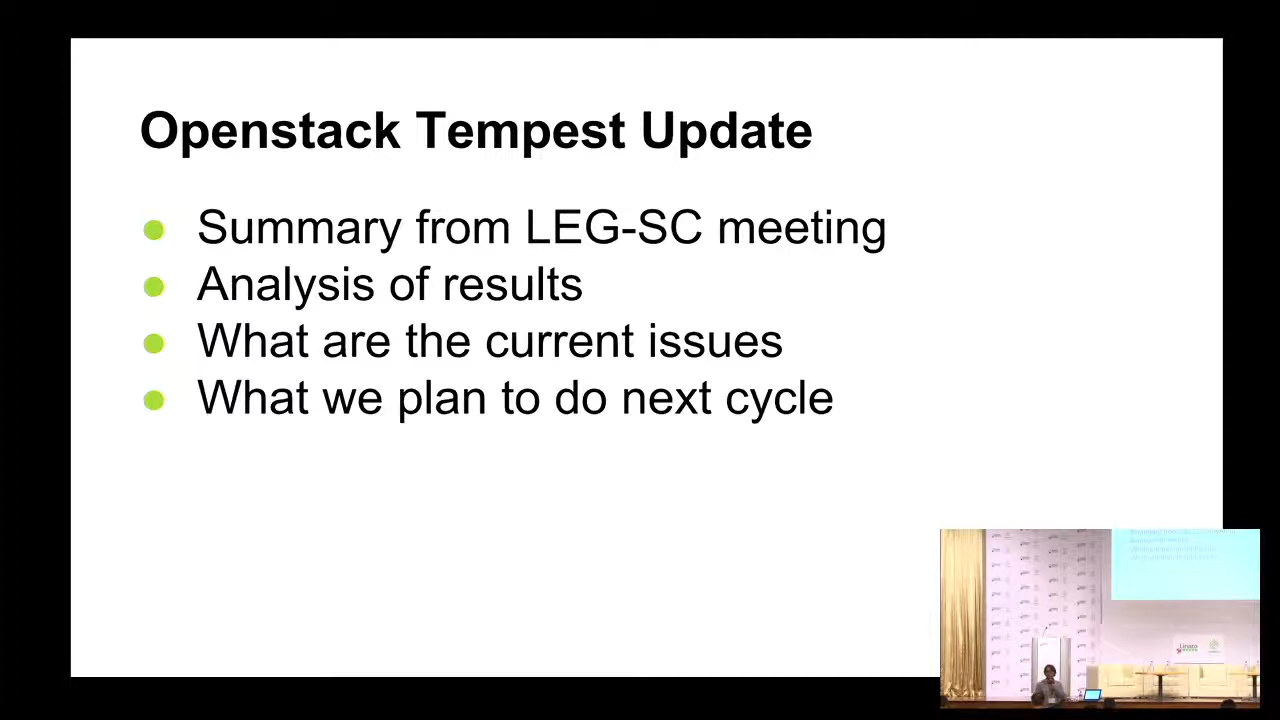 Openstack Tempest Update
Summary from LEG-SC meeting
Analysis of results
What are the current issues
What we plan to do next cycle
Linaro